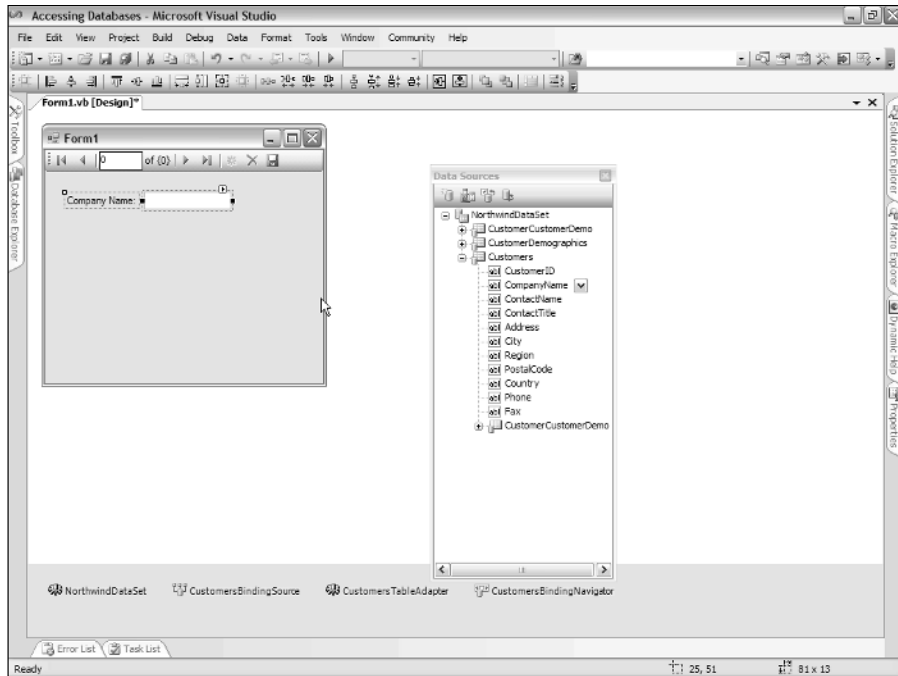 Accessing Databases - Microsoft Visual Studio
File Edit View Project Build Debug Data Format Tools Window Community Help
Form1.vb [Design]*
Toolbox
Database Explorer
Form1
0 of {0}
Company Name:
Data Sources
NorthwindDataSet
CustomerCustomerDemo
CustomerDemographics
Customers
CustomerID
CompanyName
ContactName
ContactTitle
Address
City
Region
PostalCode
Country
Phone
Fax
CustomerCustomerDemo
Solution Explorer
Macro Explorer
Dynamic Help
Properties
NorthwindDataSet CustomersBindingSource CustomersTableAdapter CustomersBindingNavigator
Error List Task List
Ready 25, 51 81 x 13